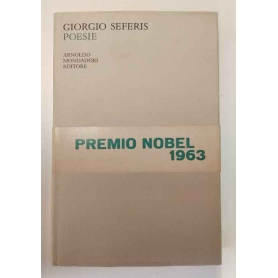 GIORGIO SEFERIS
POESIE
ARNOLDO
MONDADORI
EDITORE
PREMIO NOBEL
1963